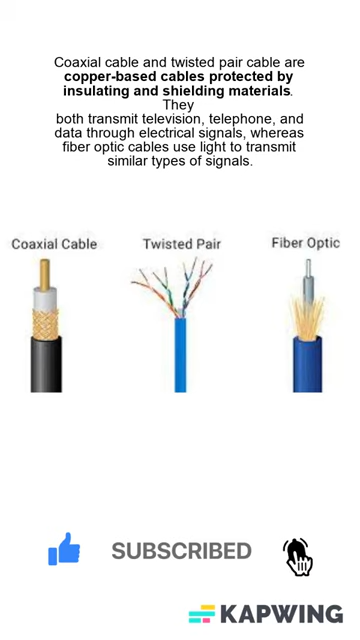 Coaxial cable and twisted pair cable are
copper-based cables protected by
insulating and shielding materials.
They
both transmit television, telephone, and
data through electrical signals, whereas
fiber optic cables use light to transmit
similar types of signals.
Coaxial Cable
Twisted Pair
Fiber Optic
SUBSCRIBED
KAPWING